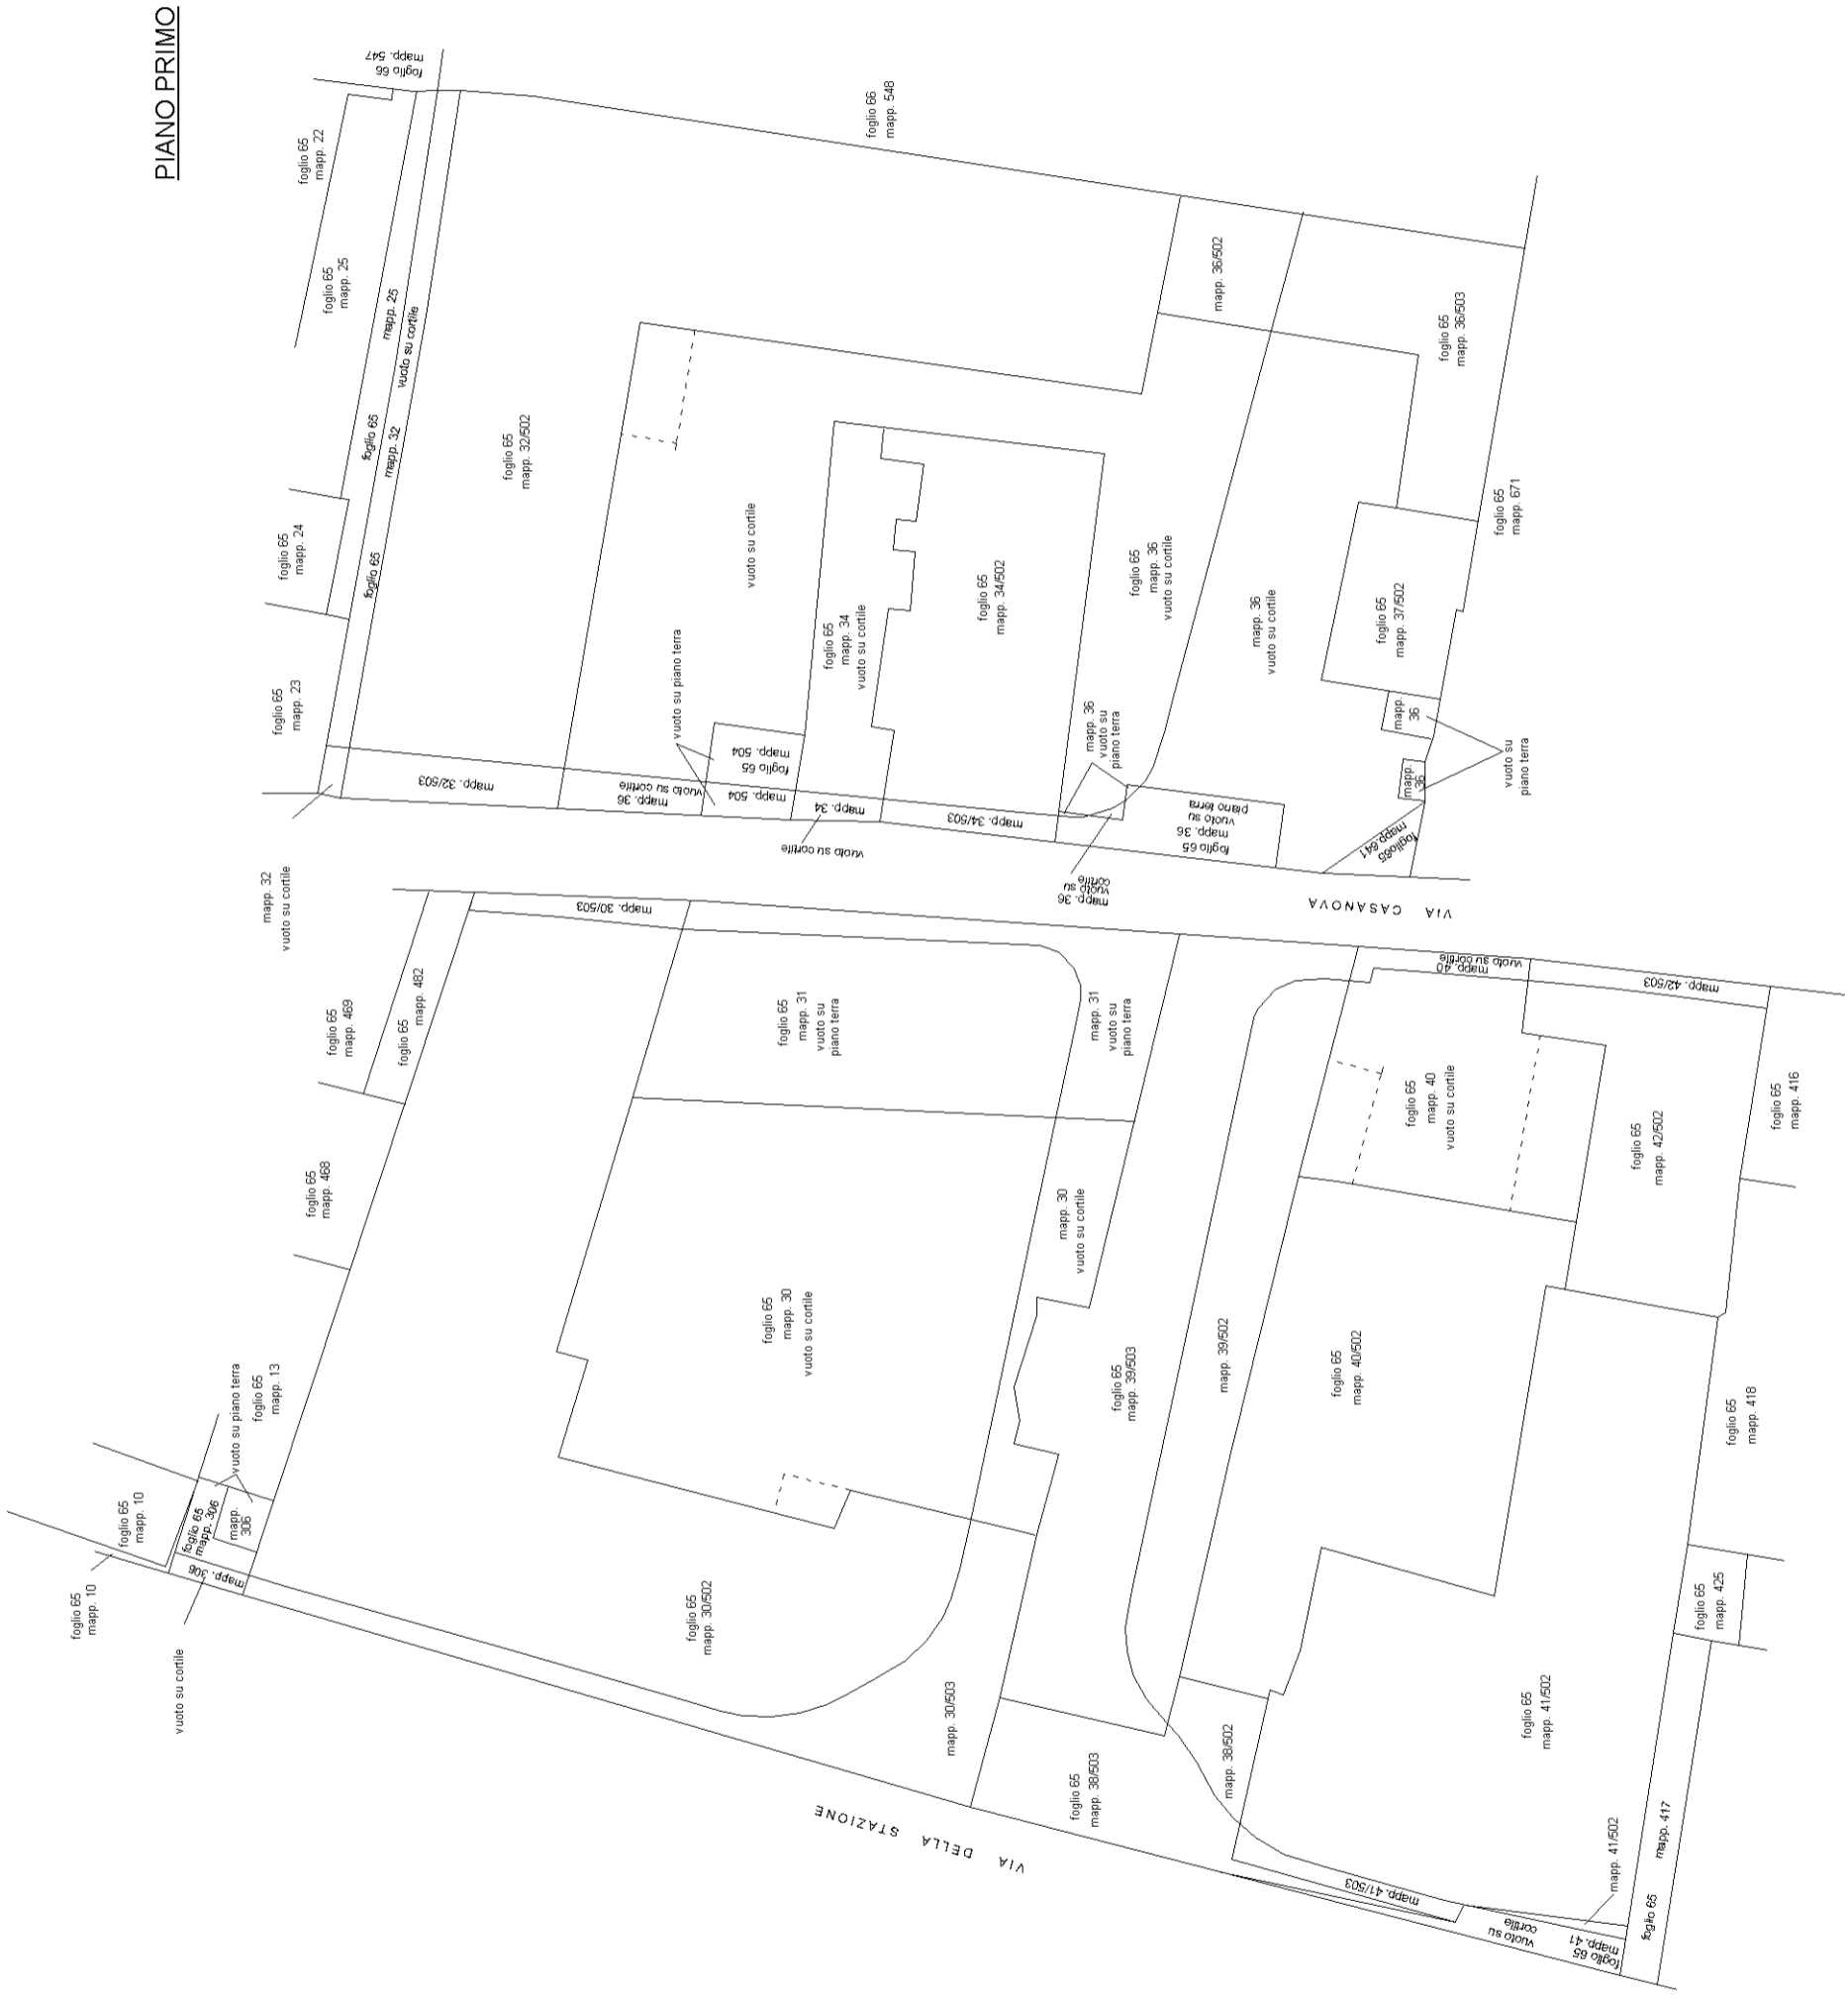 PIANO PRIMO
foglio 66
mapp. 547
foglio 66
mapp. 548
foglio 65
mapp. 22
foglio 65
mapp. 25
foglio 65
mapp. 25
foglio 65
mapp. 32
vuoto su cortile
foglio 65
foglio 65
mapp. 24
foglio 65
mapp. 23
foglio 65
mapp. 32/502
mapp. 36/502
foglio 65
mapp. 36/503
vuoto su cortile
foglio 65
mapp. 34
vuoto su cortile
foglio 65
mapp. 34/502
foglio 65
mapp. 36
vuoto su cortile
mapp. 36
vuoto su cortile
foglio 65
mapp. 37/502
foglio 65
mapp. 671
vuoto su piano terra
mapp. 36
vuoto su
piano terra
mapp.
36
mapp.
36
vuoto su
piano terra
mapp. 32/503
mapp. 36
vuoto su cortile
foglio 65
mapp. 504
mapp. 504
mapp. 34
vuoto su cortile
mapp. 34/503
mapp. 36
vuoto su
cortile
foglio 65
mapp. 36
vuoto su
piano terra
foglio65
mapp.641
mapp. 32
vuoto su cortile
VIA CASANOVA
mapp. 30/503
foglio 65
mapp. 469
foglio 65
mapp. 482
foglio 65
mapp. 31
vuoto su
piano terra
mapp. 31
vuoto su
piano terra
mapp. 40
vuoto su cortile
mapp. 42/503
foglio 65
mapp. 40
vuoto su cortile
foglio 65
mapp. 42/502
foglio 65
mapp. 416
foglio 65
mapp. 468
mapp. 30
vuoto su cortile
foglio 65
mapp. 30
vuoto su cortile
foglio 65
mapp. 39/503
mapp. 39/502
foglio 65
mapp. 40/502
foglio 65
mapp. 418
vuoto su piano terra
foglio 65
mapp. 13
foglio 65
mapp. 10
foglio 65
mapp. 306
mapp.
306
mapp. 306
foglio 65
mapp. 10
vuoto su cortile
foglio 65
mapp. 30/502
mapp. 30/503
foglio 65
mapp. 38/503
mapp. 38/502
foglio 65
mapp. 41/502
foglio 65
mapp. 425
VIA DELLA STAZIONE
mapp. 41/503
vuoto su
cortile
foglio 65
mapp. 41
mapp. 41/502
foglio 65
mapp. 417